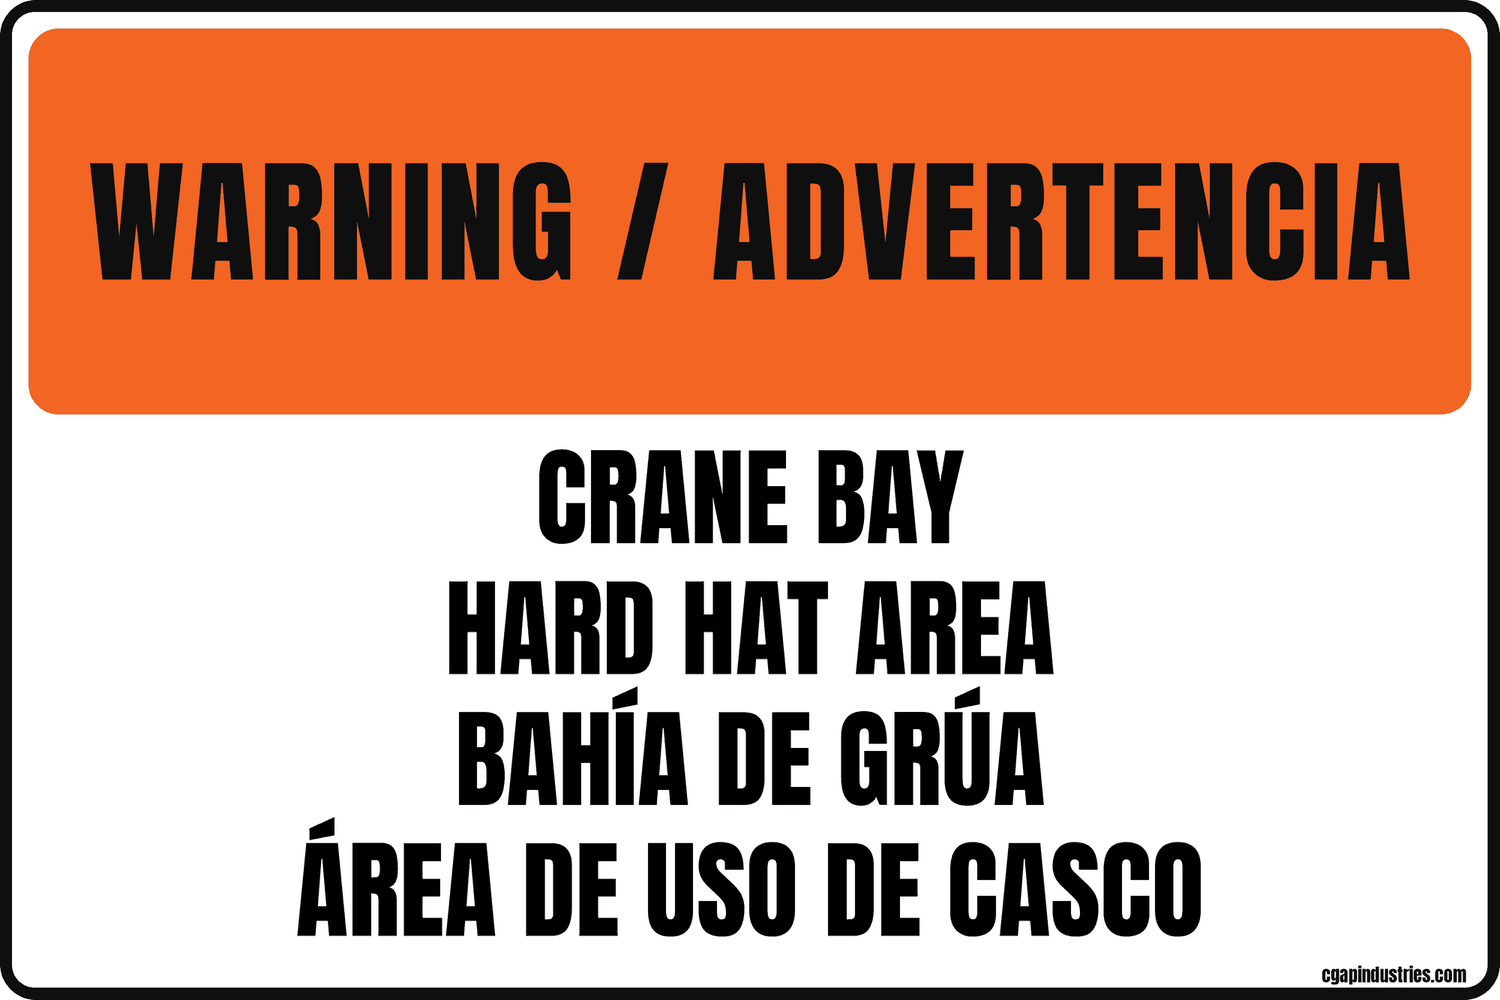 WARNING / ADVERTENCIA
CRANE BAY
HARD HAT AREA
BAHÍA DE GRÚA
ÁREA DE USO DE CASCO
cgapindustries.com